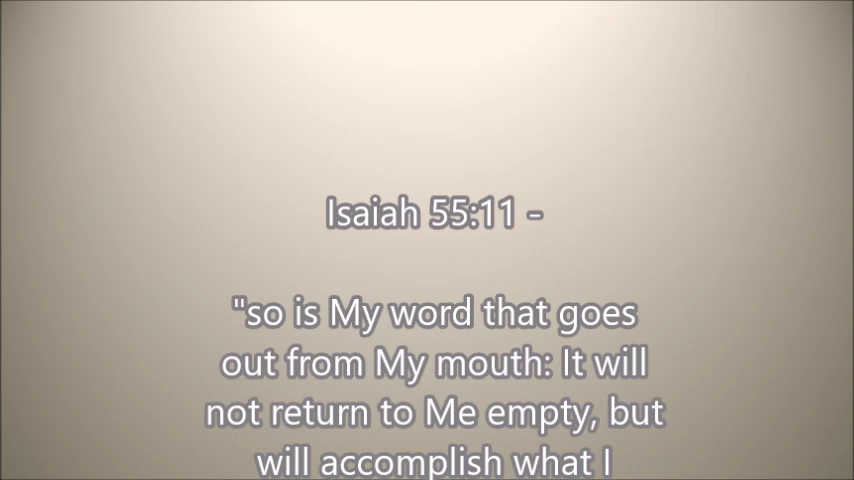 Isaiah 55:11 -
"so is My word that goes
out from My mouth: It will
not return to Me empty, but
will accomplish what I